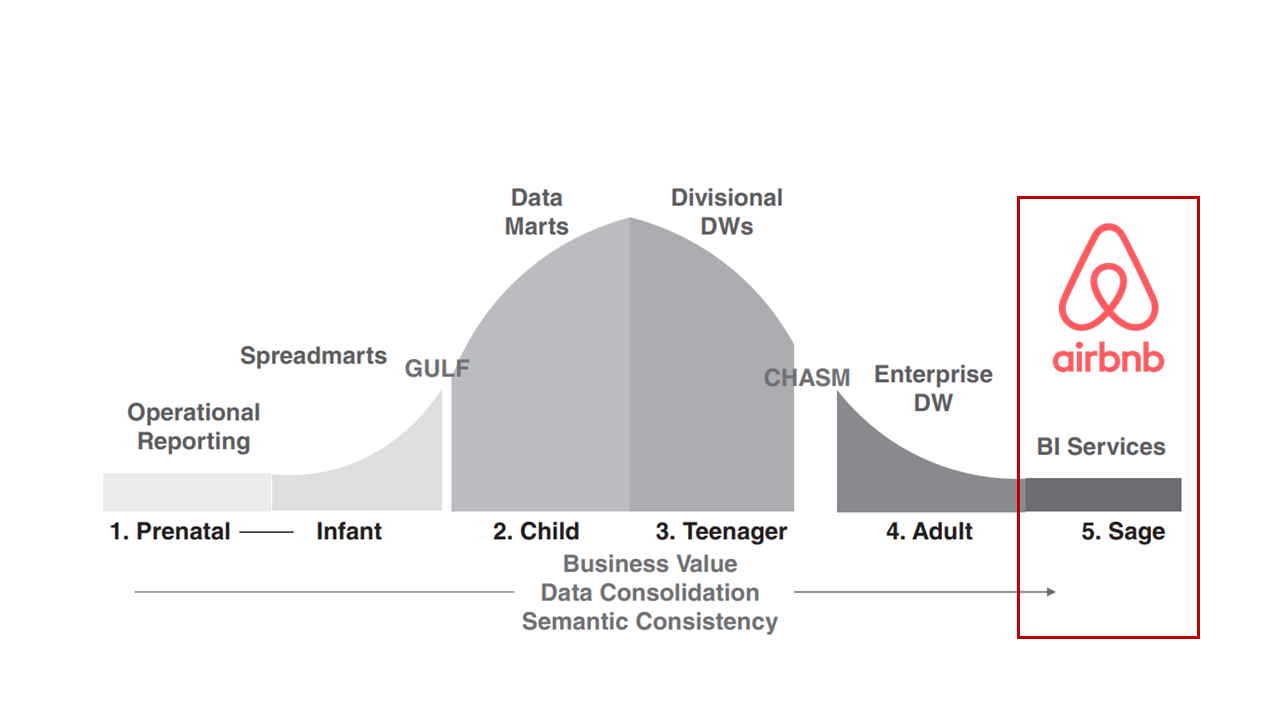 Data
Marts
Divisional
DWs
Spreadmarts
GULF
CHASM
Enterprise
DW
airbnb
Operational
Reporting
BI Services
1. Prenatal
Infant
2. Child
3. Teenager
4. Adult
5. Sage
Business Value
Data Consolidation
Semantic Consistency